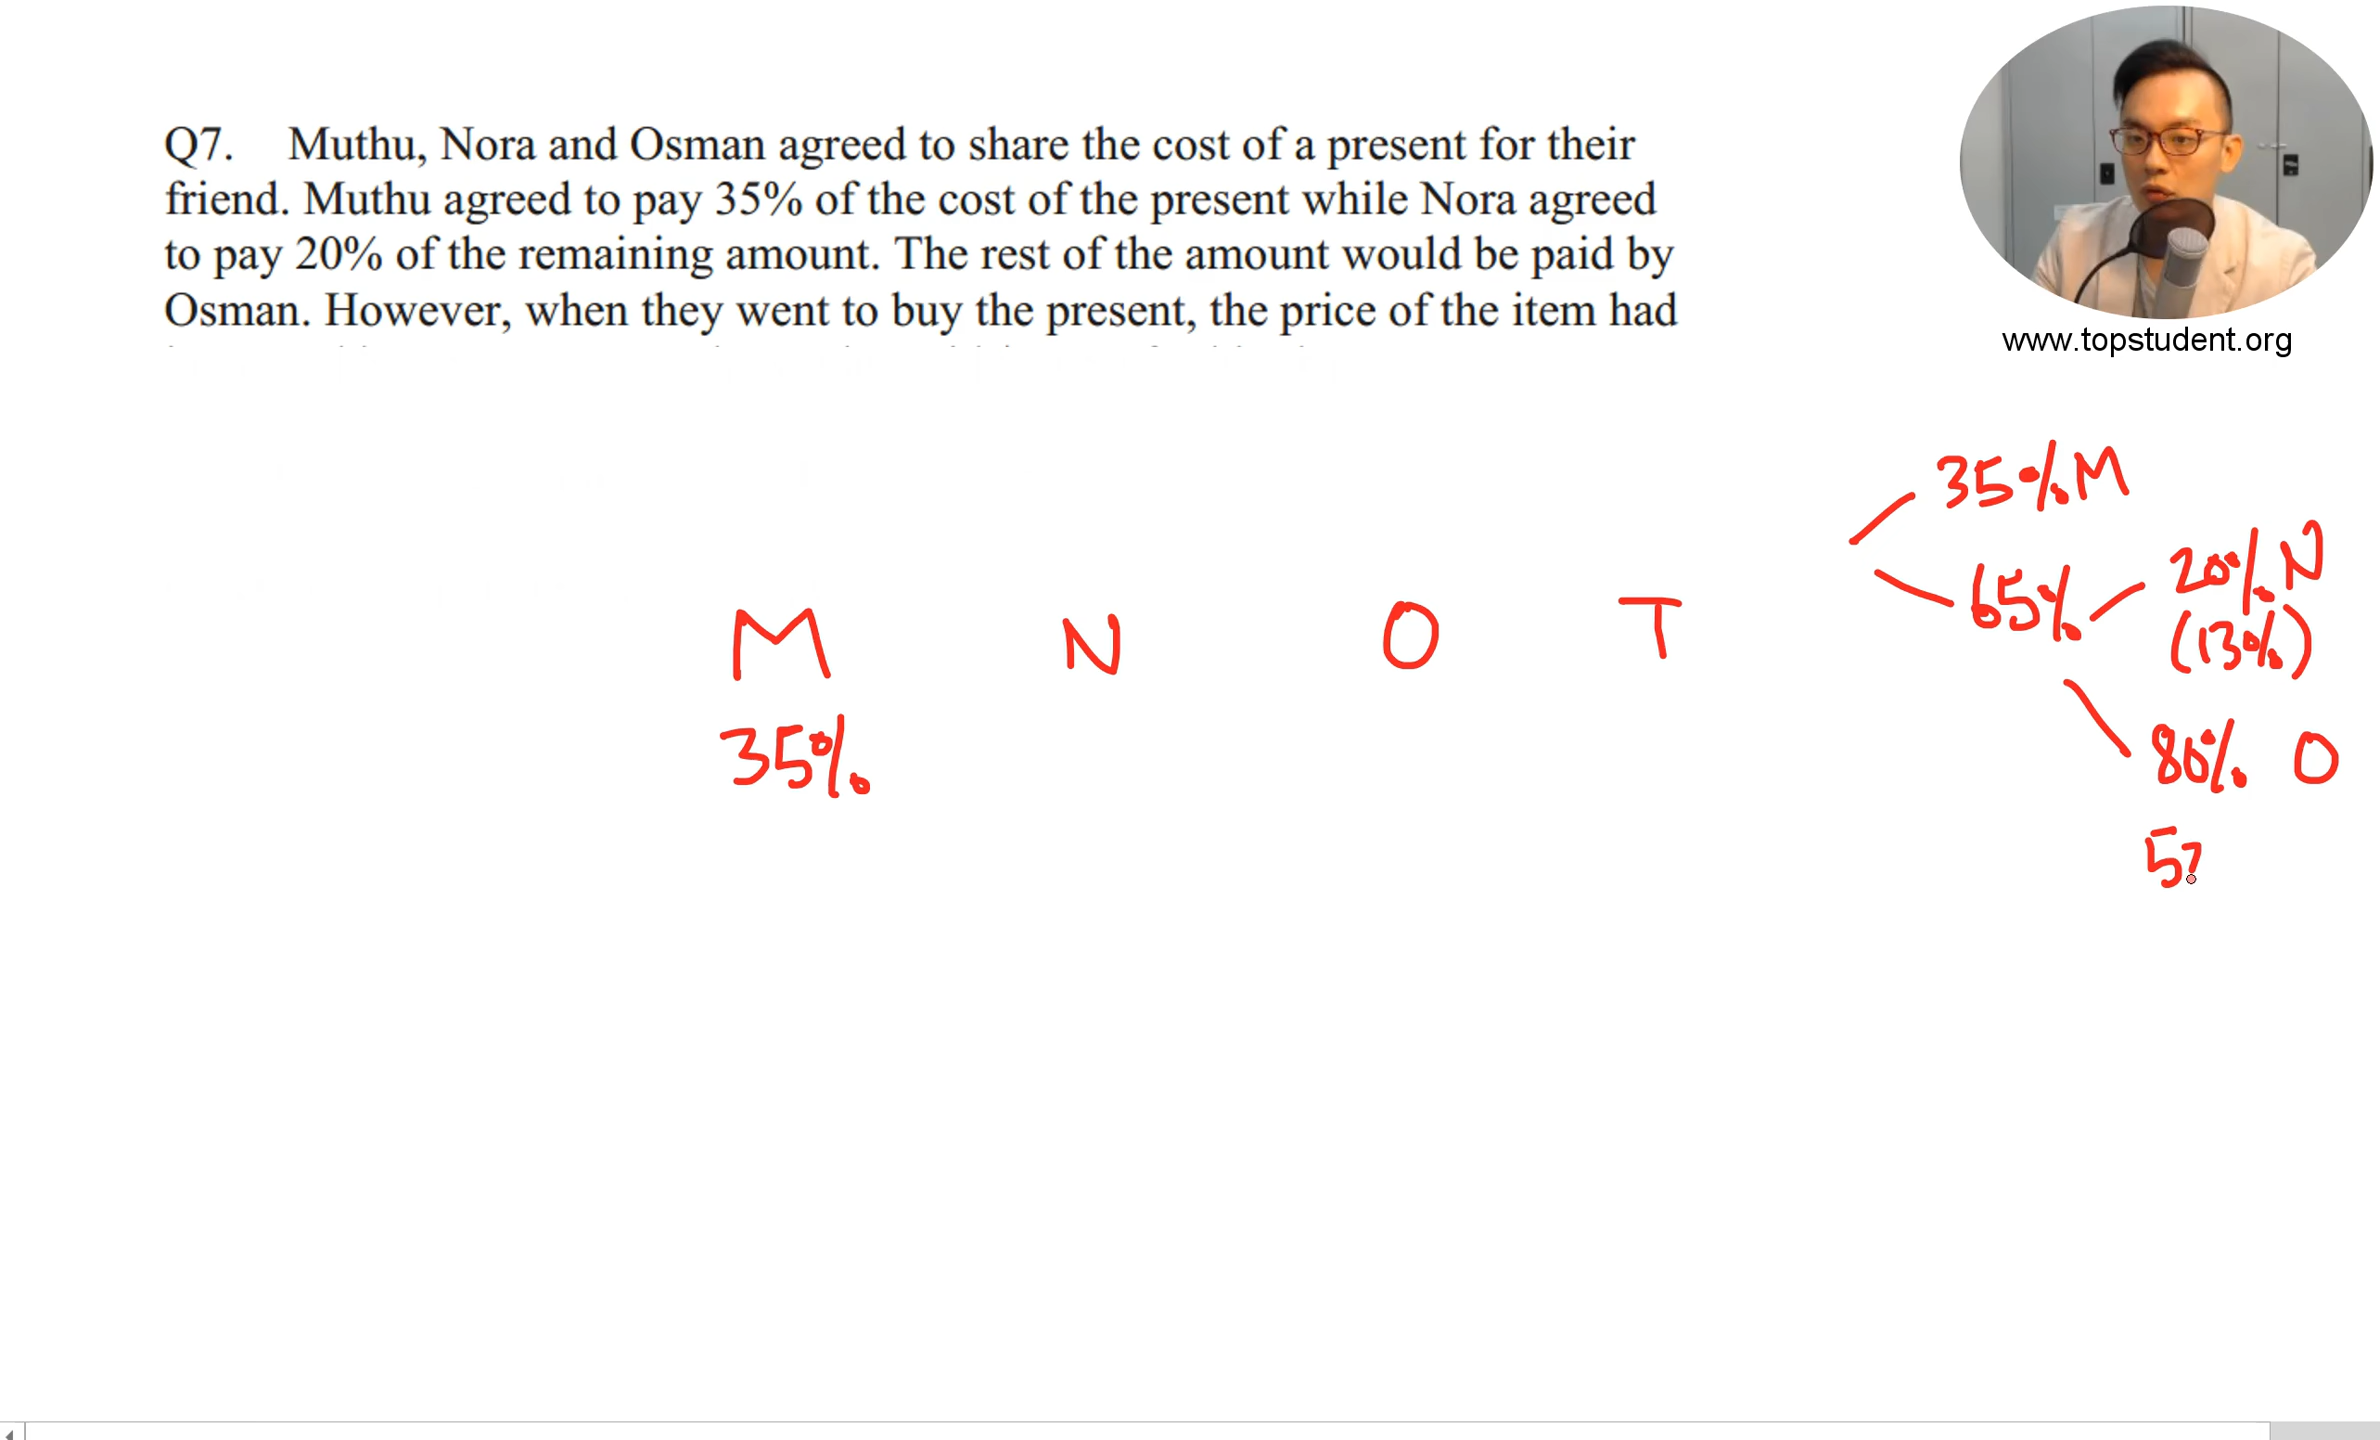 Q7. Muthu, Nora and Osman agreed to share the cost of a present for their
friend. Muthu agreed to pay 35% of the cost of the present while Nora agreed
to pay 20% of the remaining amount. The rest of the amount would be paid by
Osman. However, when they went to buy the present, the price of the item had
www.topstudent.org
35% M
20% N
65%
(13%)
M N O T
35%
80% O
5